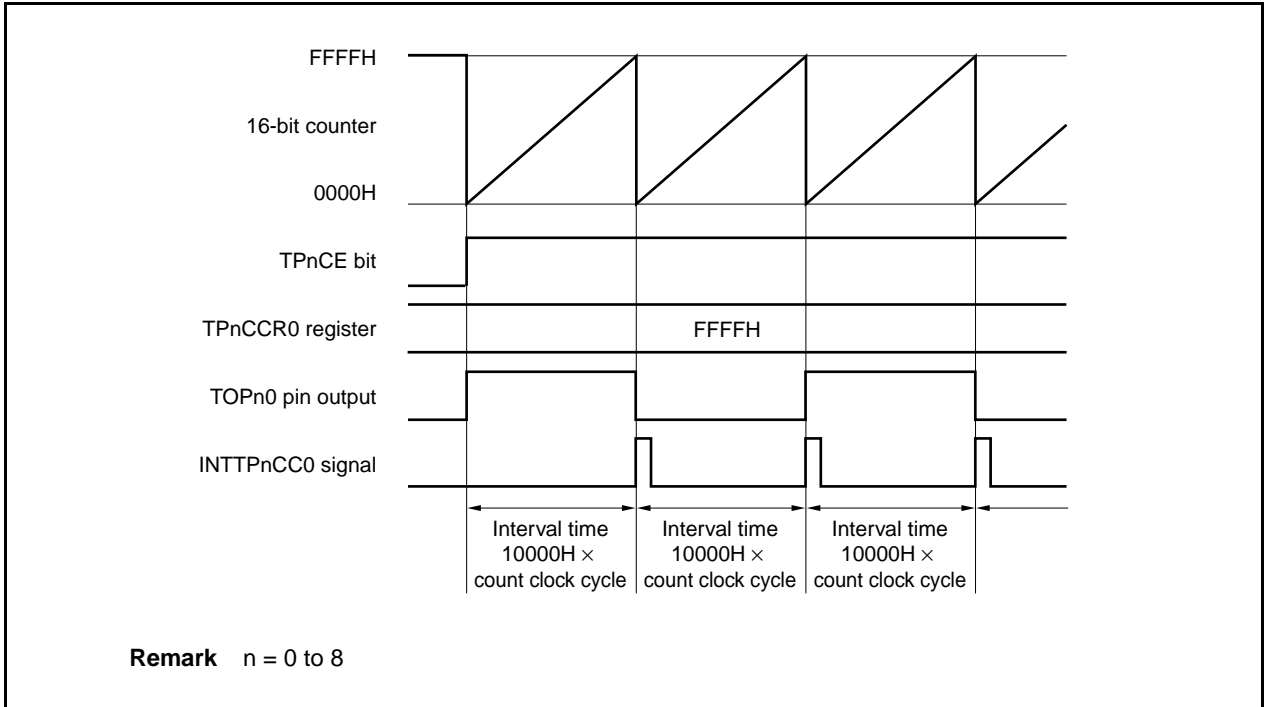 FFFFH
16-bit counter
0000H
TPnCE bit
TPnCCR0 register
FFFFH
TOPn0 pin output
INTTPnCC0 signal
Interval time
10000H ×
count clock cycle
Interval time
10000H ×
count clock cycle
Interval time
10000H ×
count clock cycle
Remark n = 0 to 8